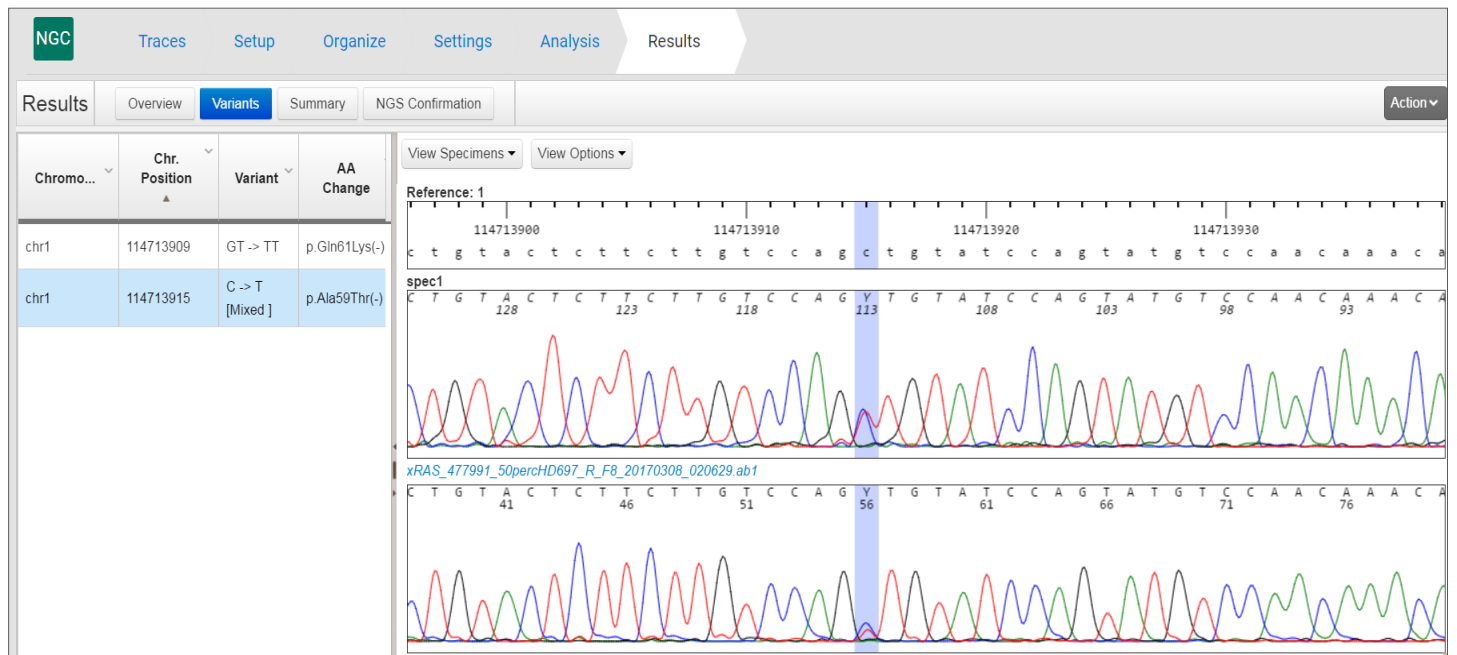 NGC Traces Setup Organize Settings Analysis Results
Results Overview Variants Summary NGS Confirmation Action
Chromo... Chr. Position Variant AA Change
chr1 114713909 GT -> TT p.Gln61Lys(-)
chr1 114713915 C -> T [Mixed ] p.Ala59Thr(-)
View Specimens View Options
Reference: 1
114713900 114713910 114713920 114713930
c t g t a c t c t t c t t g t c c a g c t g t a t c c a g t a t g t c c a a c a a a c a
spec1
C T G T A C T C T T C T T G T C C A G Y T G T A T C C A G T A T G T C C A A C A A A C A
128 123 118 113 108 103 98 93
xRAS_477991_50percHD697_R_F8_20170308_020629.ab1
C T G T A C T C T T C T T G T C C A G Y T G T A T C C A G T A T G T C C A A C A A A C A
41 46 51 56 61 66 71 76